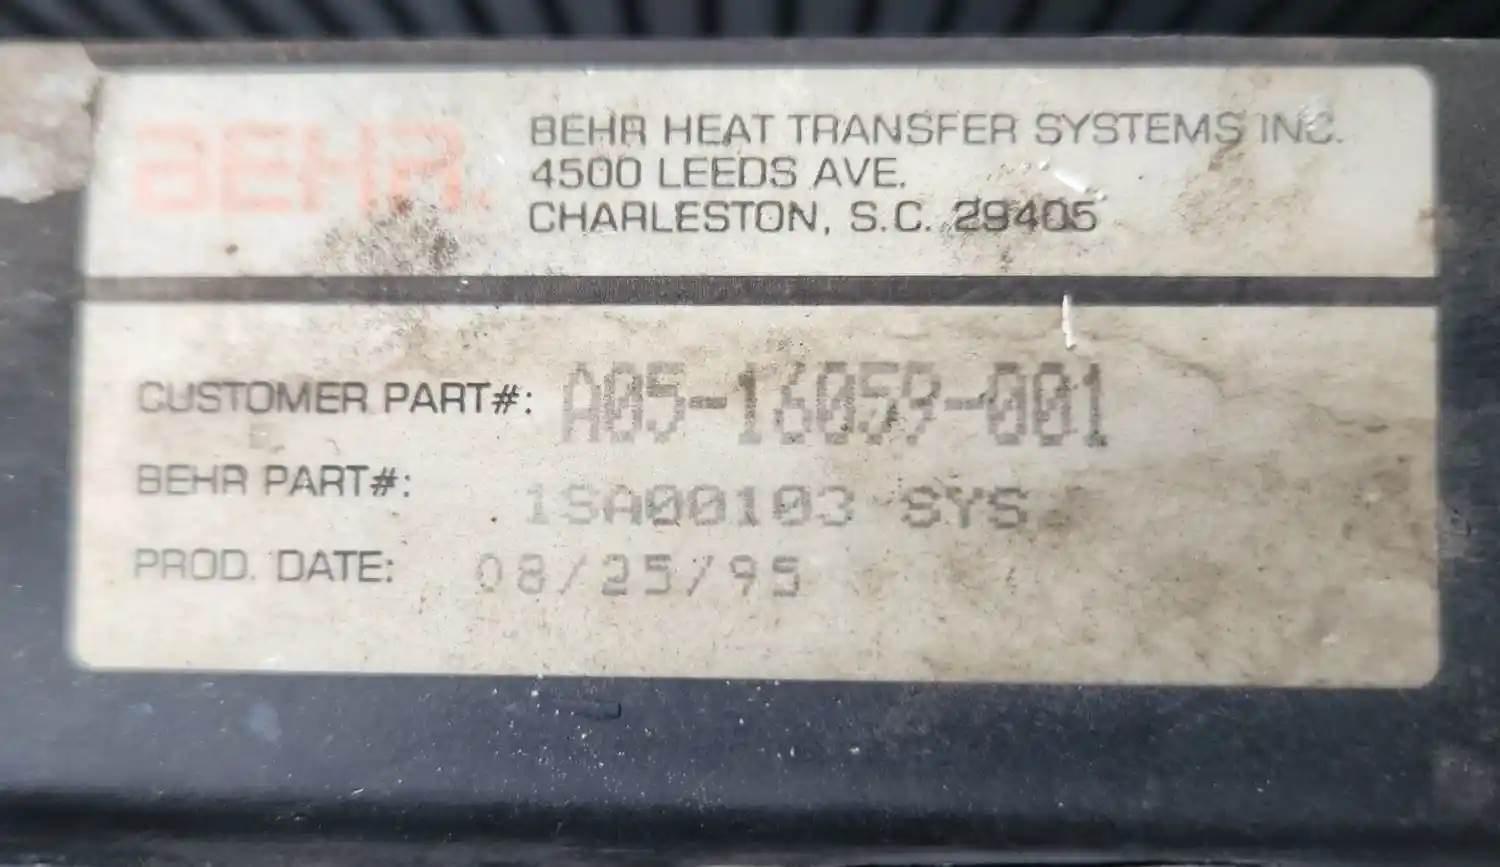 BEHR.
BEHR HEAT TRANSFER SYSTEMS INC.
4500 LEEDS AVE.
CHARLESTON, S.C. 29405
CUSTOMER PART#: A05-16059-001
BEHR PART#: 1SA00103 SYS
PROD. DATE: 08/25/95